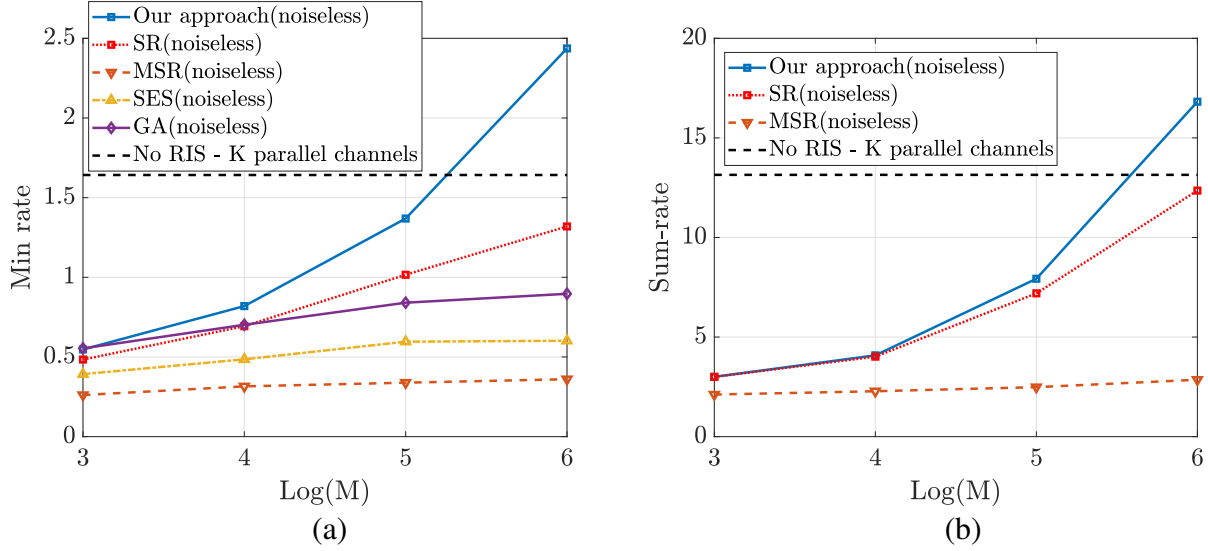 Our approach(noiseless)
SR(noiseless)
MSR(noiseless)
SES(noiseless)
GA(noiseless)
No RIS - K parallel channels
2.5
1.5
1
0.5
0
Min rate
3
4
5
6
Log(M)
(a)
Our approach(noiseless)
SR(noiseless)
MSR(noiseless)
No RIS - K parallel channels
20
15
10
5
0
Sum-rate
3
4
5
6
Log(M)
(b)